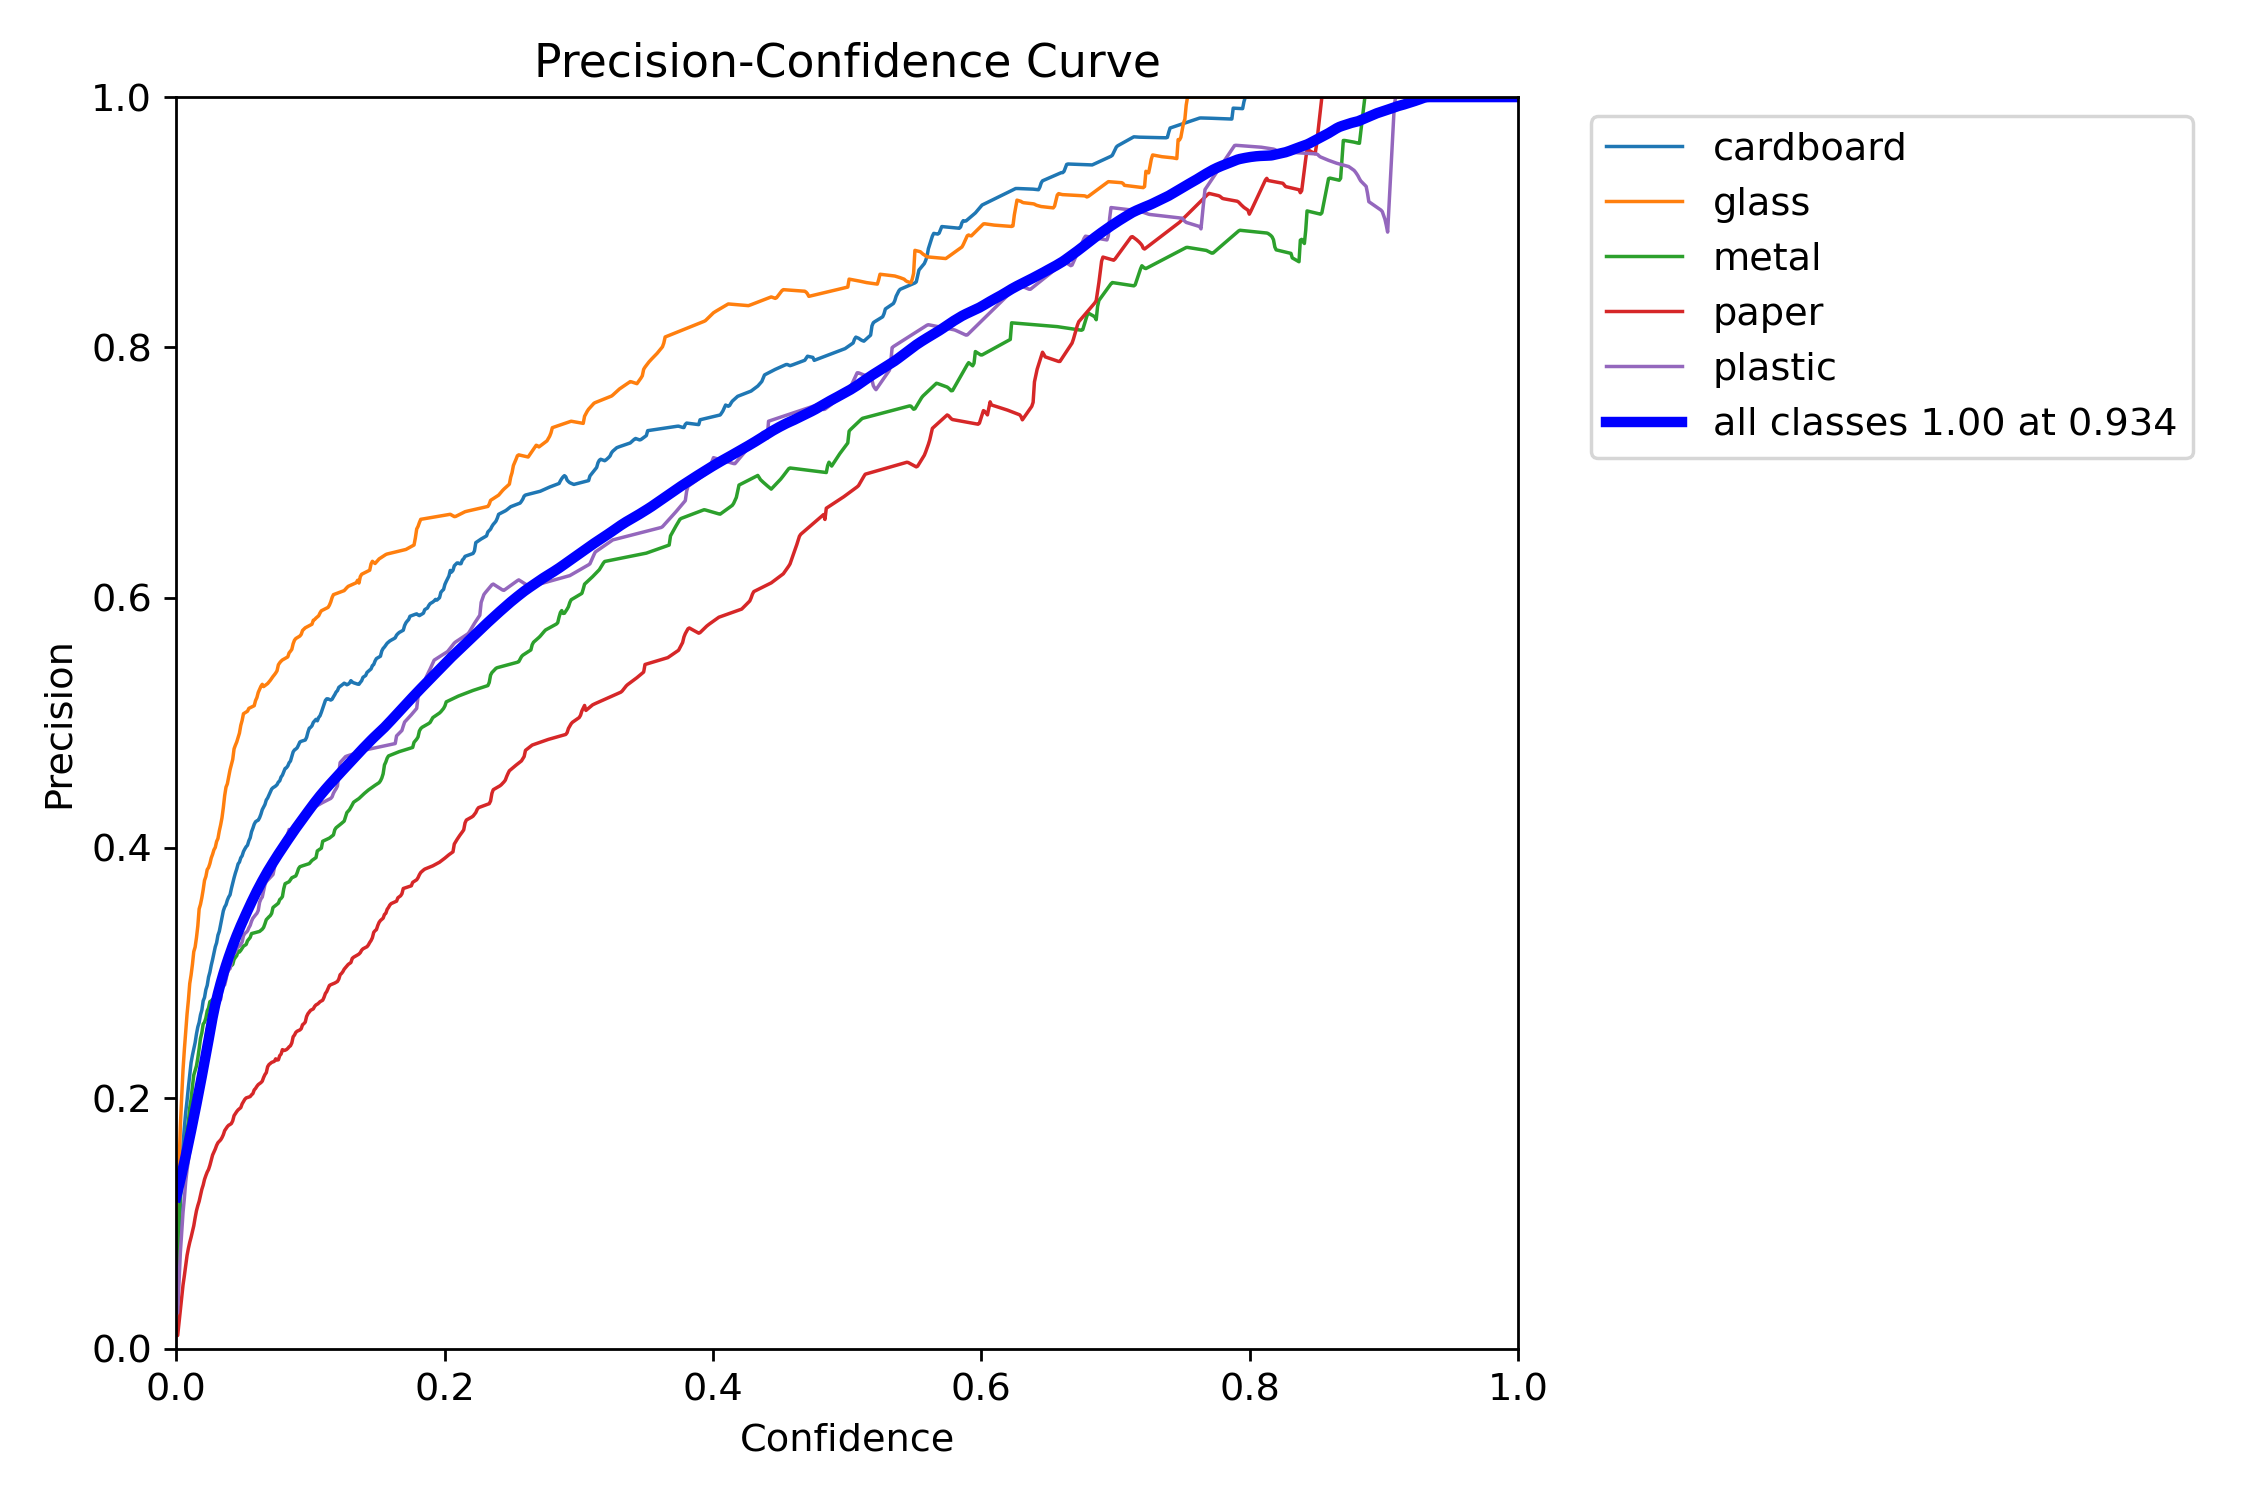 Precision-Confidence Curve
1.0
0.8
0.6
0.4
0.2
0.0
Precision
0.0 0.2 0.4 0.6 0.8 1.0
Confidence
cardboard
glass
metal
paper
plastic
all classes 1.00 at 0.934